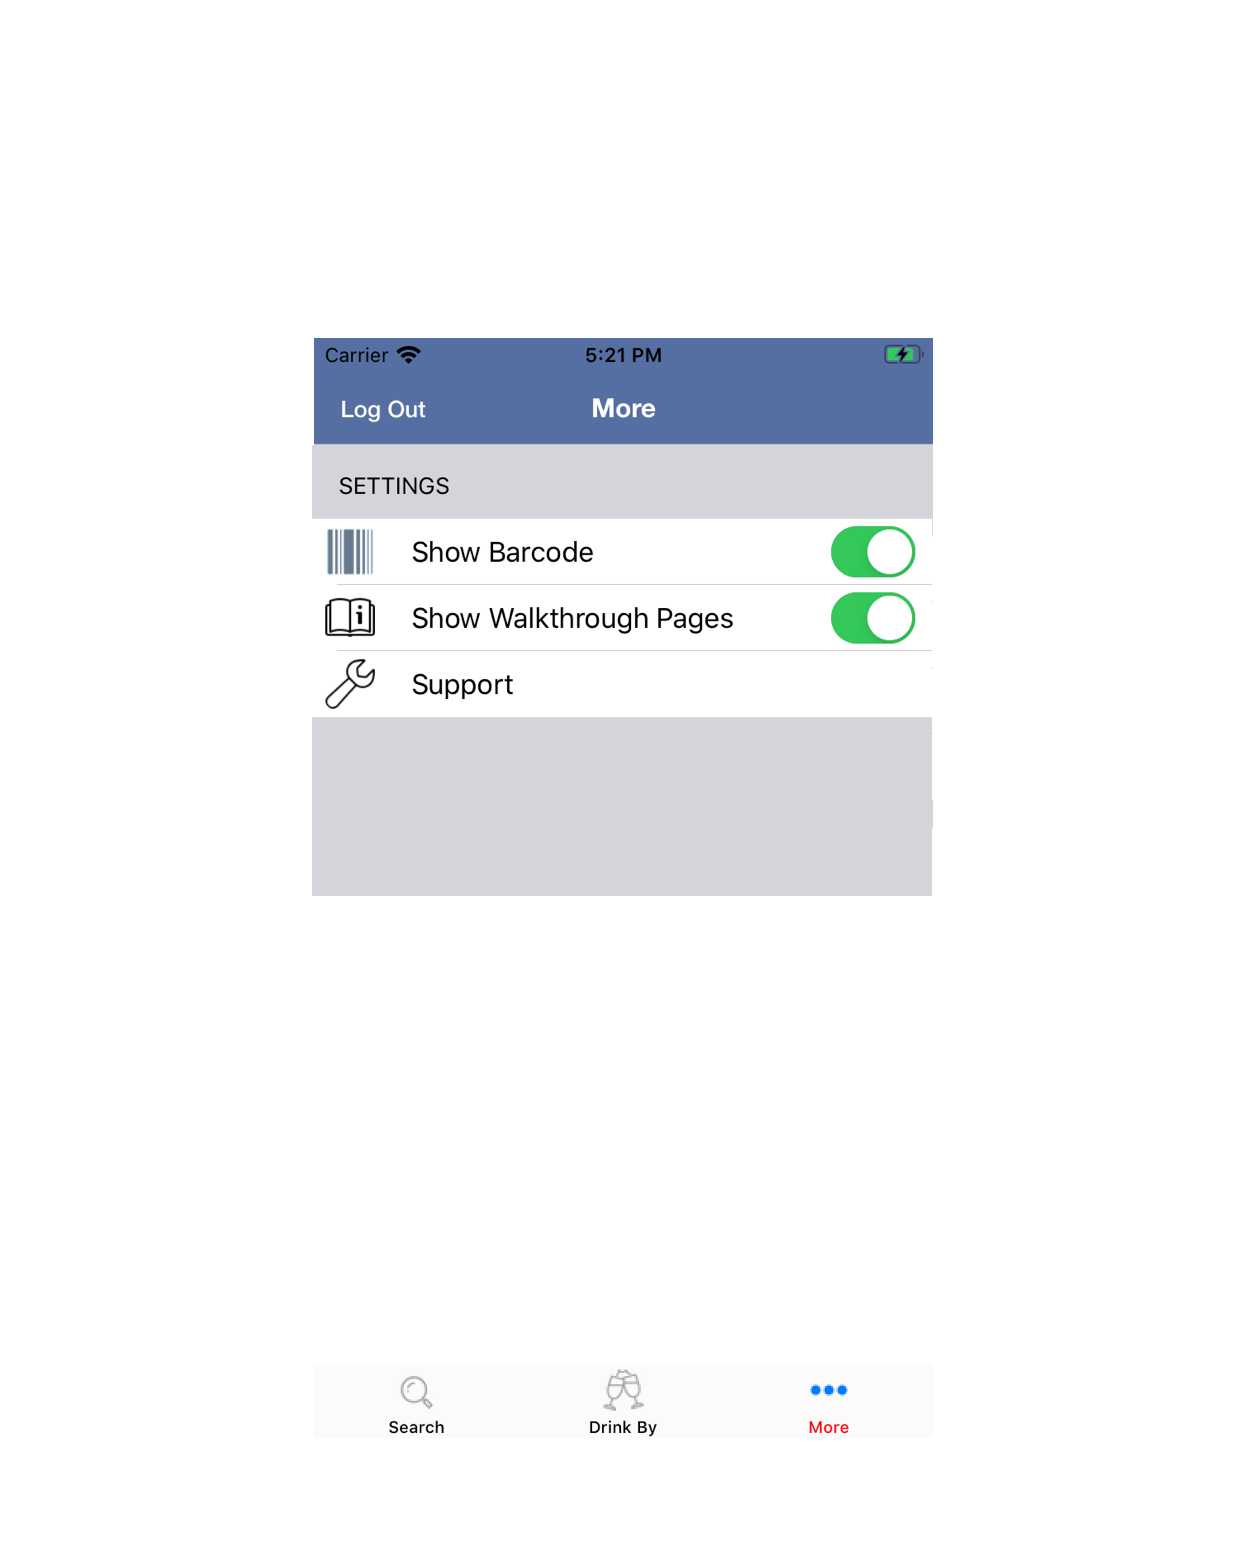 Carrier 5:21 PM
Log Out More
SETTINGS
Show Barcode
Show Walkthrough Pages
Support
Search Drink By More